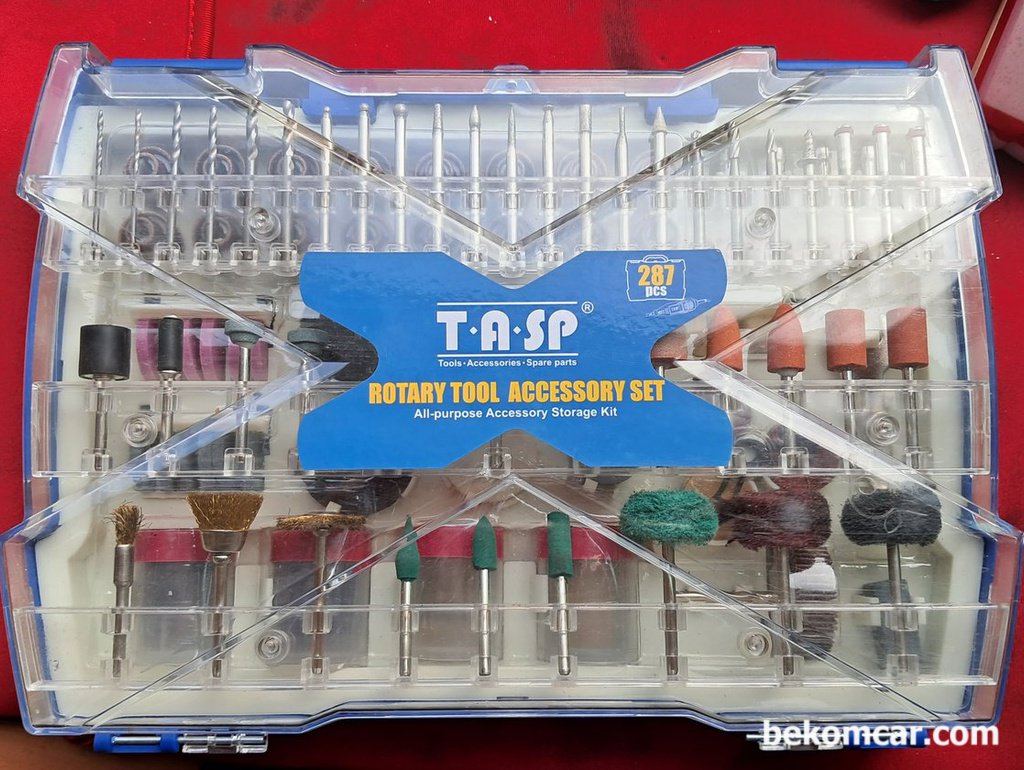 287
pcs
T·A·SP®
Tools·Accessories·Spare parts
ROTARY TOOL ACCESSORY SET
All-purpose Accessory Storage Kit
bekomcar.com